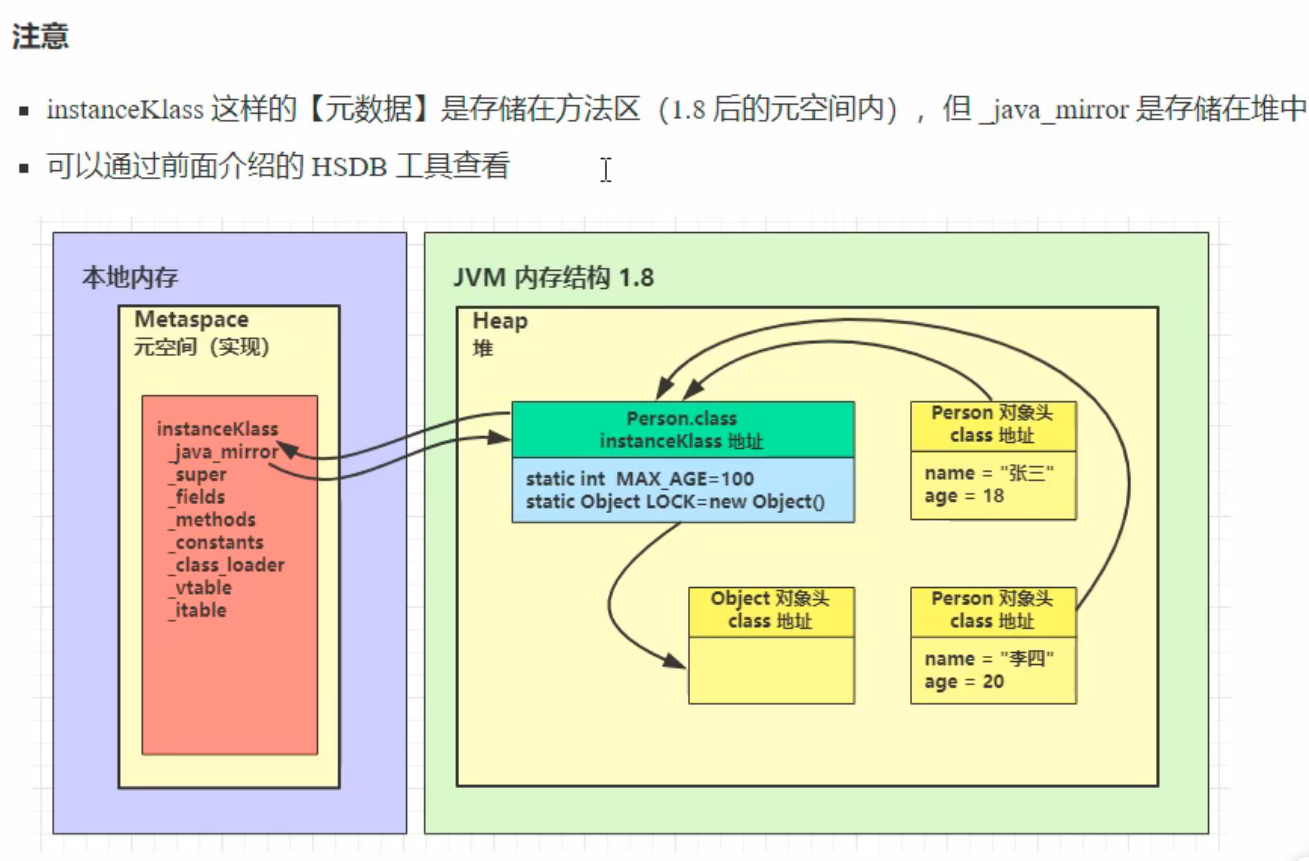 注意
instanceKlass 这样的【元数据】是存储在方法区（1.8 后的元空间内），但 _java_mirror 是存储在堆中
可以通过前面介绍的 HSDB 工具查看
本地内存
Metaspace
元空间（实现）
instanceKlass
_java_mirror
_super
_fields
_methods
_constants
_class_loader
_vtable
_itable
JVM 内存结构 1.8
Heap
堆
Person.class
instanceKlass 地址
static int MAX_AGE=100
static Object LOCK=new Object()
Person 对象头
class 地址
name = "张三"
age = 18
Object 对象头
class 地址
Person 对象头
class 地址
name = "李四"
age = 20